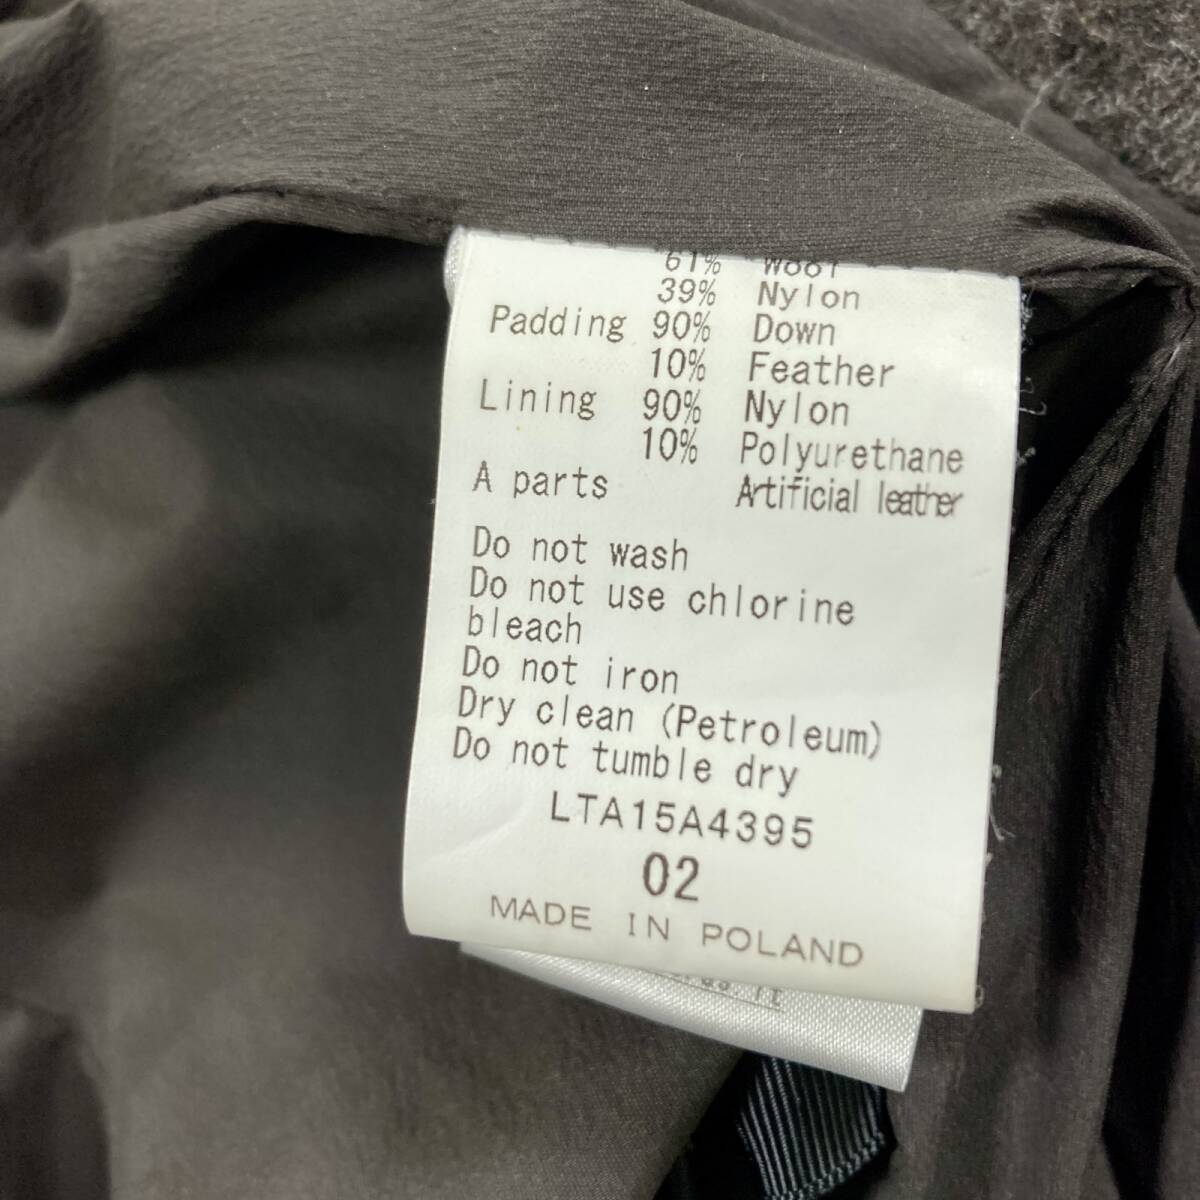 61% Wool
39% Nylon
Padding 90% Down
10% Feather
Lining 90% Nylon
10% Polyurethane
A parts Artificial leather
Do not wash
Do not use chlorine
bleach
Do not iron
Dry clean (Petroleum)
Do not tumble dry
LTA15A4395
02
MADE IN POLAND